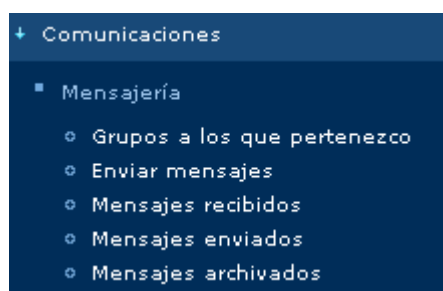 Comunicaciones
Mensajería
Grupos a los que pertenezco
Enviar mensajes
Mensajes recibidos
Mensajes enviados
Mensajes archivados